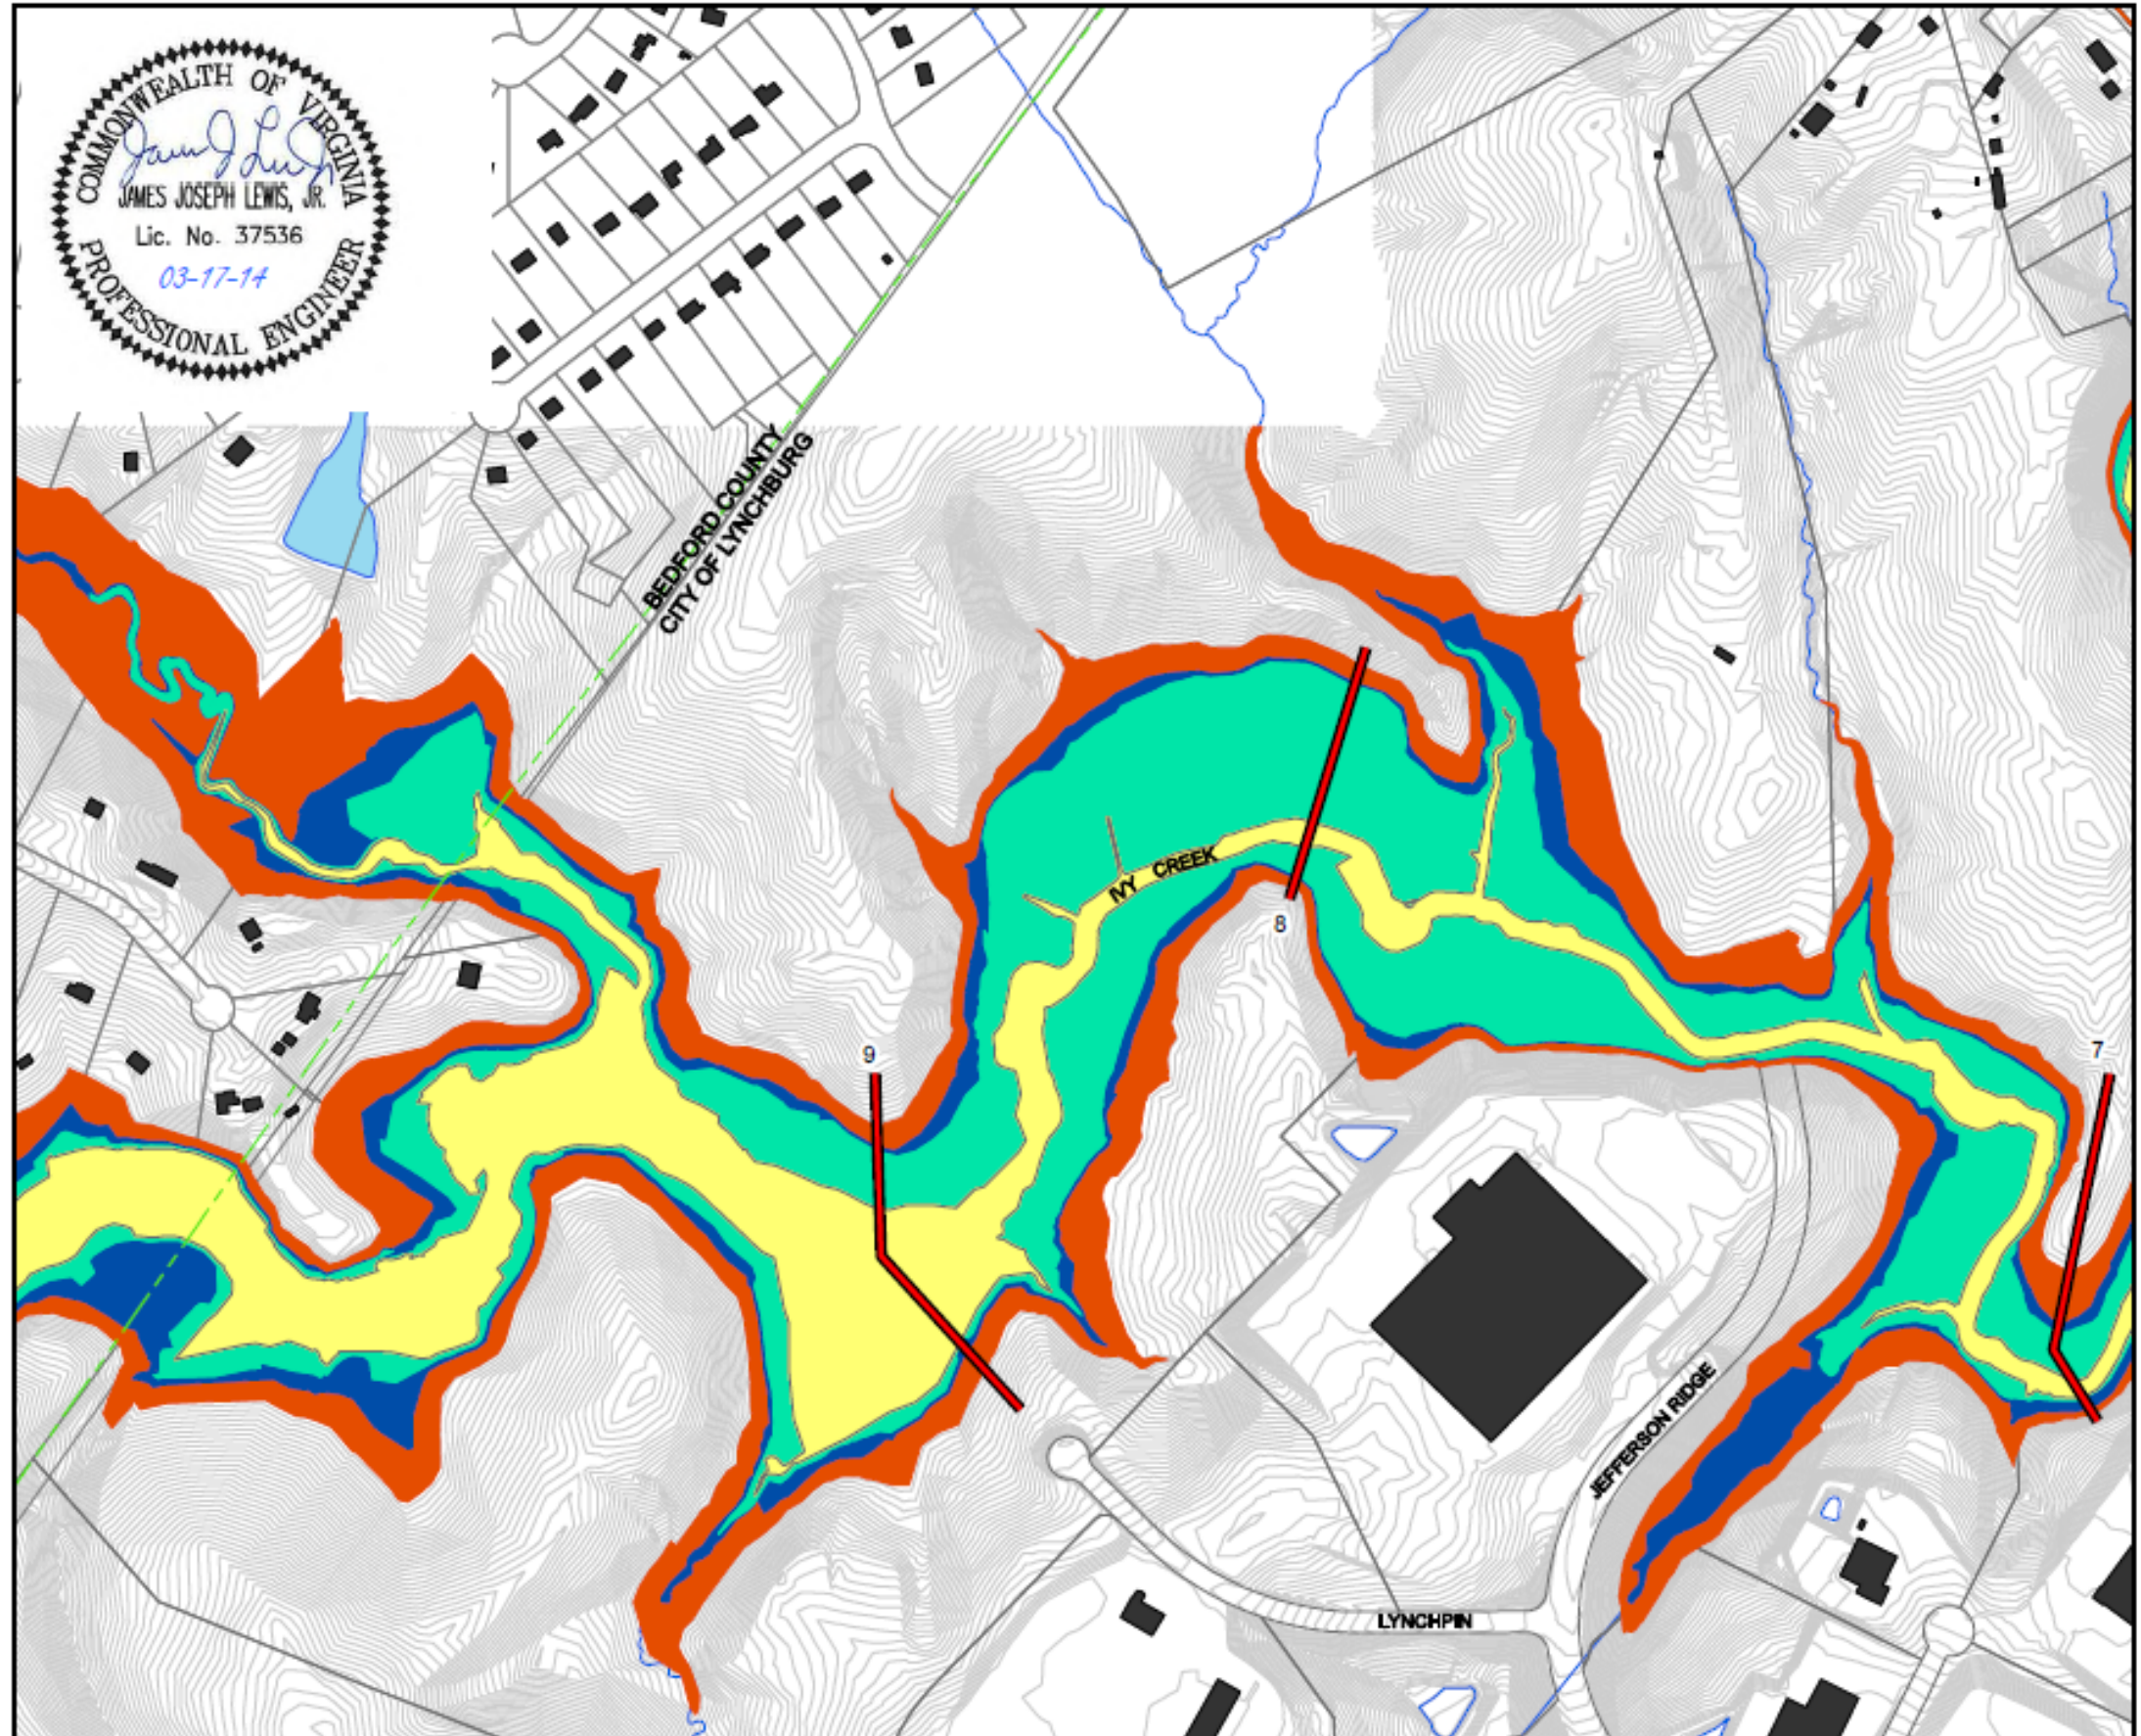 COMMONWEALTH OF VIRGINIA
JAMES JOSEPH LEWIS, JR.
Lic. No. 37536
03-17-14
PROFESSIONAL ENGINEER
BEDFORD COUNTY
CITY OF LYNCHBURG
IVY CREEK
8
9
7
JEFFERSON RIDGE
LYNCHPIN